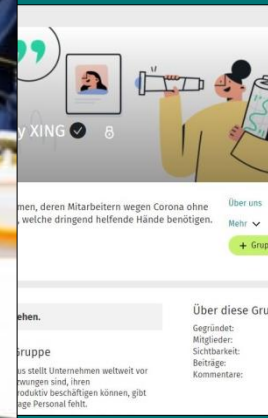 y XING
men, deren Mitarbeitern wegen Corona ohne
, welche dringend helfende Hände benötigen.
Über uns
Mehr
+ Grup
ehen.
Gruppe
us stellt Unternehmen weltweit vor
zwungen sind, ihren
roduktiv beschäftigen können, gibt
age Personal fehlt.
Über diese Gru
Gegründet:
Mitglieder:
Sichtbarkeit:
Beiträge:
Kommentare: